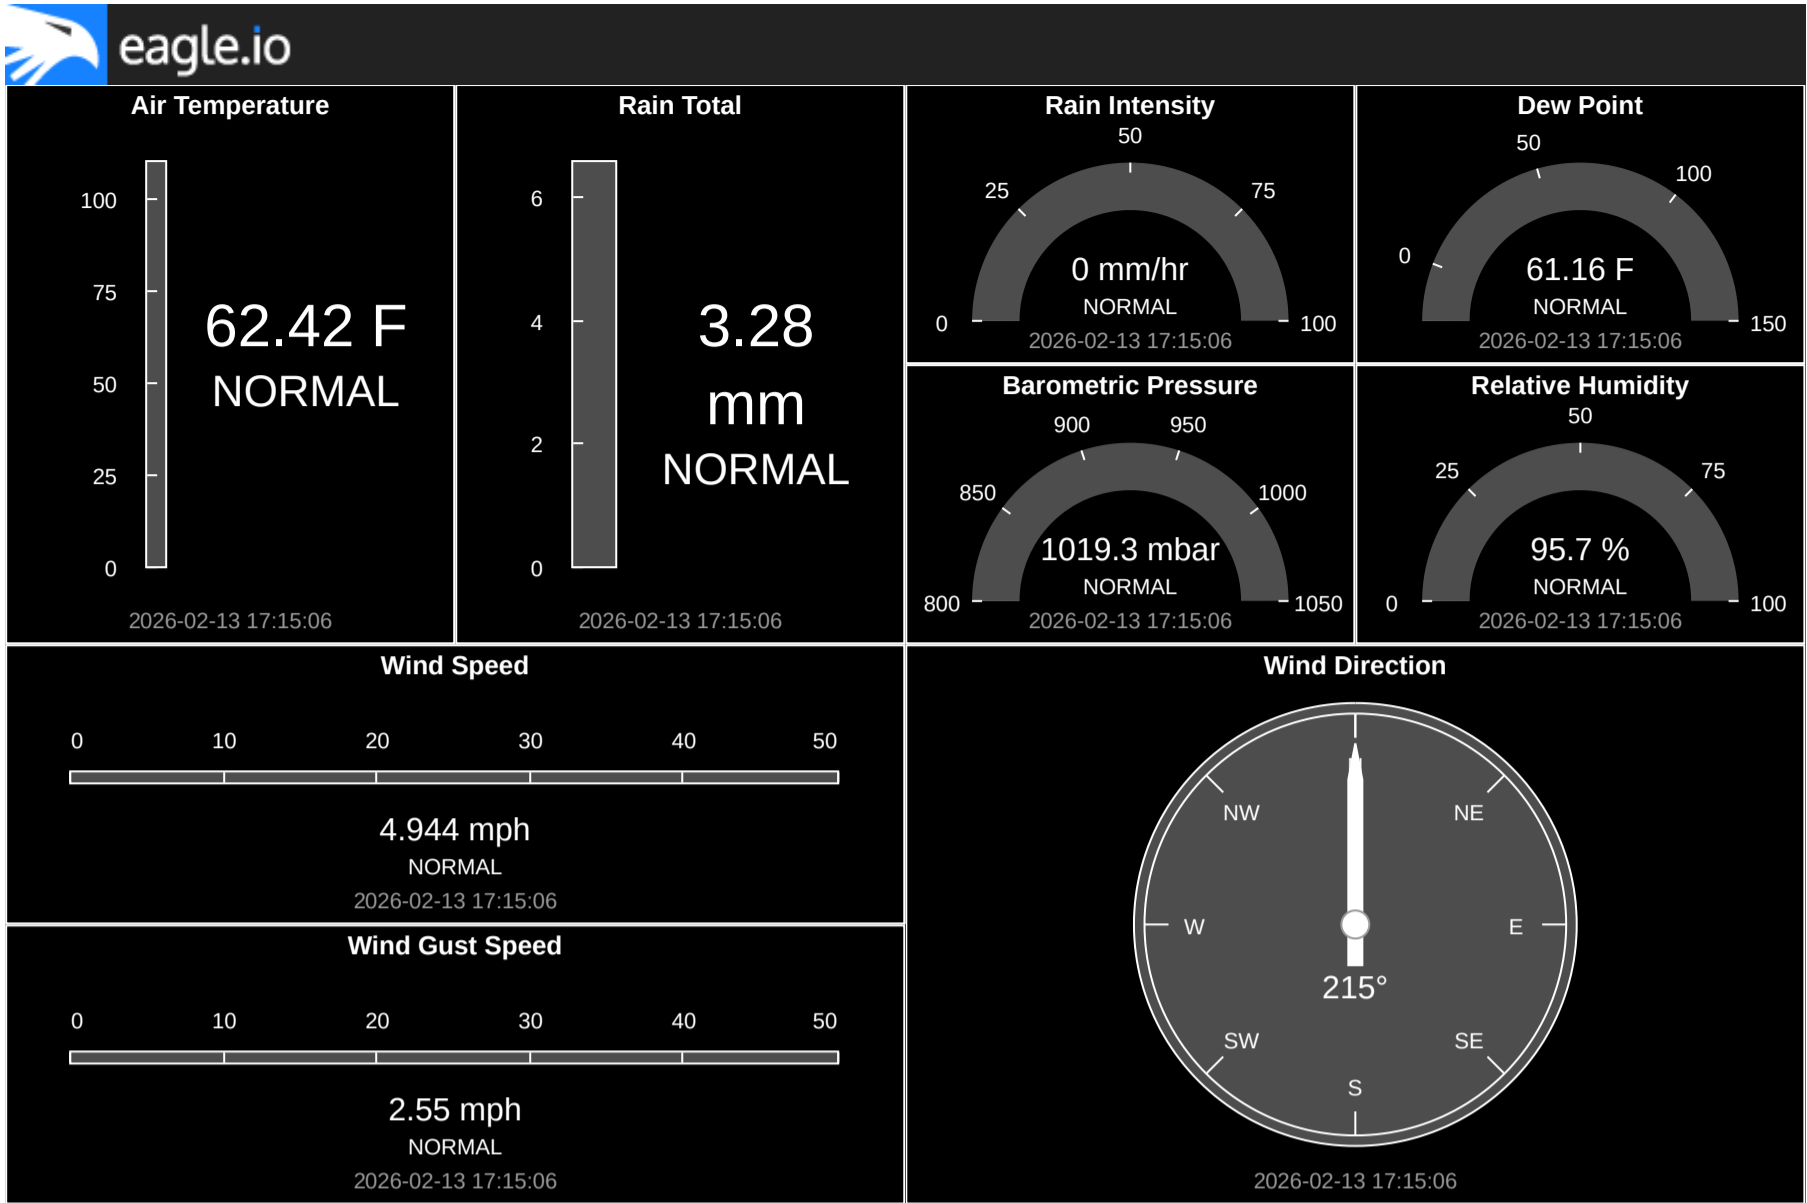 eagle.io
Air Temperature
100
75
50
25
0
62.42 F
NORMAL
2026-02-13 17:15:06
Rain Total
6
4
2
0
3.28
mm
NORMAL
2026-02-13 17:15:06
Rain Intensity
50
25
75
0
100
0 mm/hr
NORMAL
2026-02-13 17:15:06
Dew Point
50
100
0
150
61.16 F
NORMAL
2026-02-13 17:15:06
Barometric Pressure
900
950
850
1000
800
1050
1019.3 mbar
NORMAL
2026-02-13 17:15:06
Relative Humidity
50
25
75
0
100
95.7 %
NORMAL
2026-02-13 17:15:06
Wind Speed
0 10 20 30 40 50
4.944 mph
NORMAL
2026-02-13 17:15:06
Wind Gust Speed
0 10 20 30 40 50
2.55 mph
NORMAL
2026-02-13 17:15:06
Wind Direction
NW NE
W E
215°
SW SE
S
2026-02-13 17:15:06